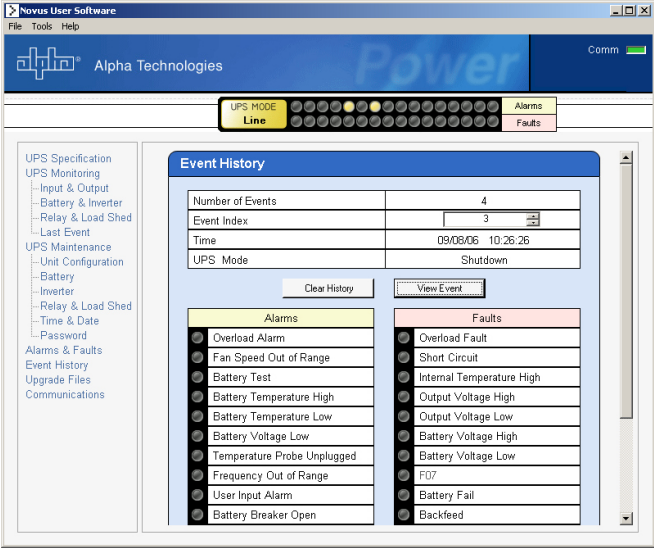 Novus User Software
File Tools Help
alpha® Alpha Technologies
Power
Comm
UPS MODE
Line
Alarms
Faults
UPS Specification
UPS Monitoring
Input & Output
Battery & Inverter
Relay & Load Shed
Last Event
UPS Maintenance
Unit Configuration
Battery
Inverter
Relay & Load Shed
Time & Date
Password
Alarms & Faults
Event History
Upgrade Files
Communications
Event History
Number of Events 4
Event Index 3
Time 09/08/06 10:26:26
UPS Mode Shutdown
Clear History View Event
Alarms Faults
Overload Alarm Overload Fault
Fan Speed Out of Range Short Circuit
Battery Test Internal Temperature High
Battery Temperature High Output Voltage High
Battery Temperature Low Output Voltage Low
Battery Voltage Low Battery Voltage High
Temperature Probe Unplugged Battery Voltage Low
Frequency Out of Range F07
User Input Alarm Battery Fail
Battery Breaker Open Backfeed